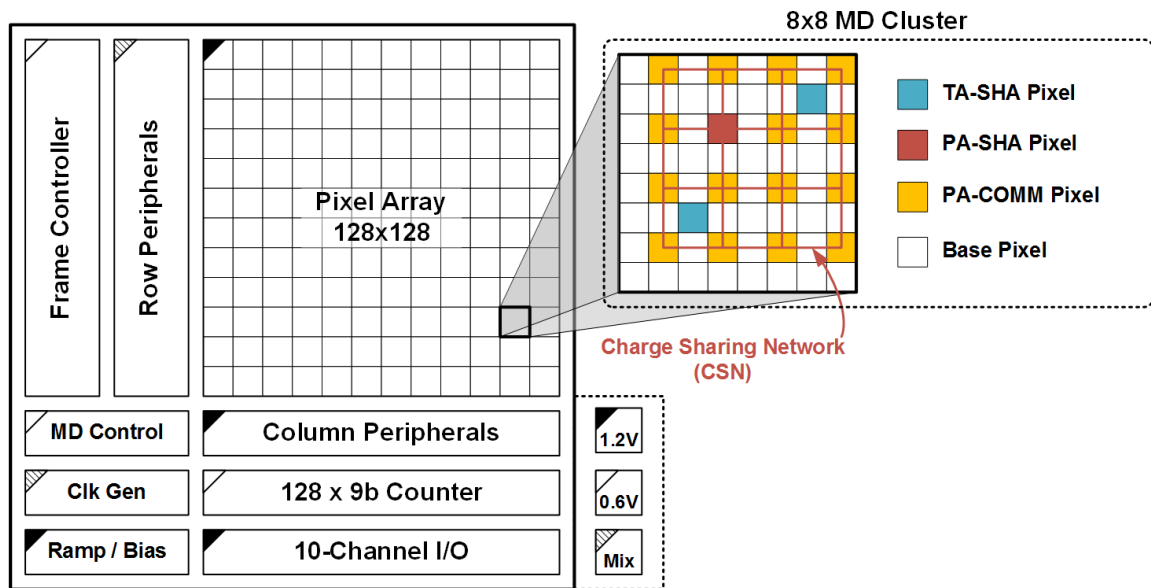 8x8 MD Cluster
Frame Controller
Row Peripherals
Pixel Array
128x128
TA-SHA Pixel
PA-SHA Pixel
PA-COMM Pixel
Base Pixel
Charge Sharing Network
(CSN)
MD Control
Column Peripherals
1.2V
Clk Gen
128 x 9b Counter
0.6V
Ramp / Bias
10-Channel I/O
Mix